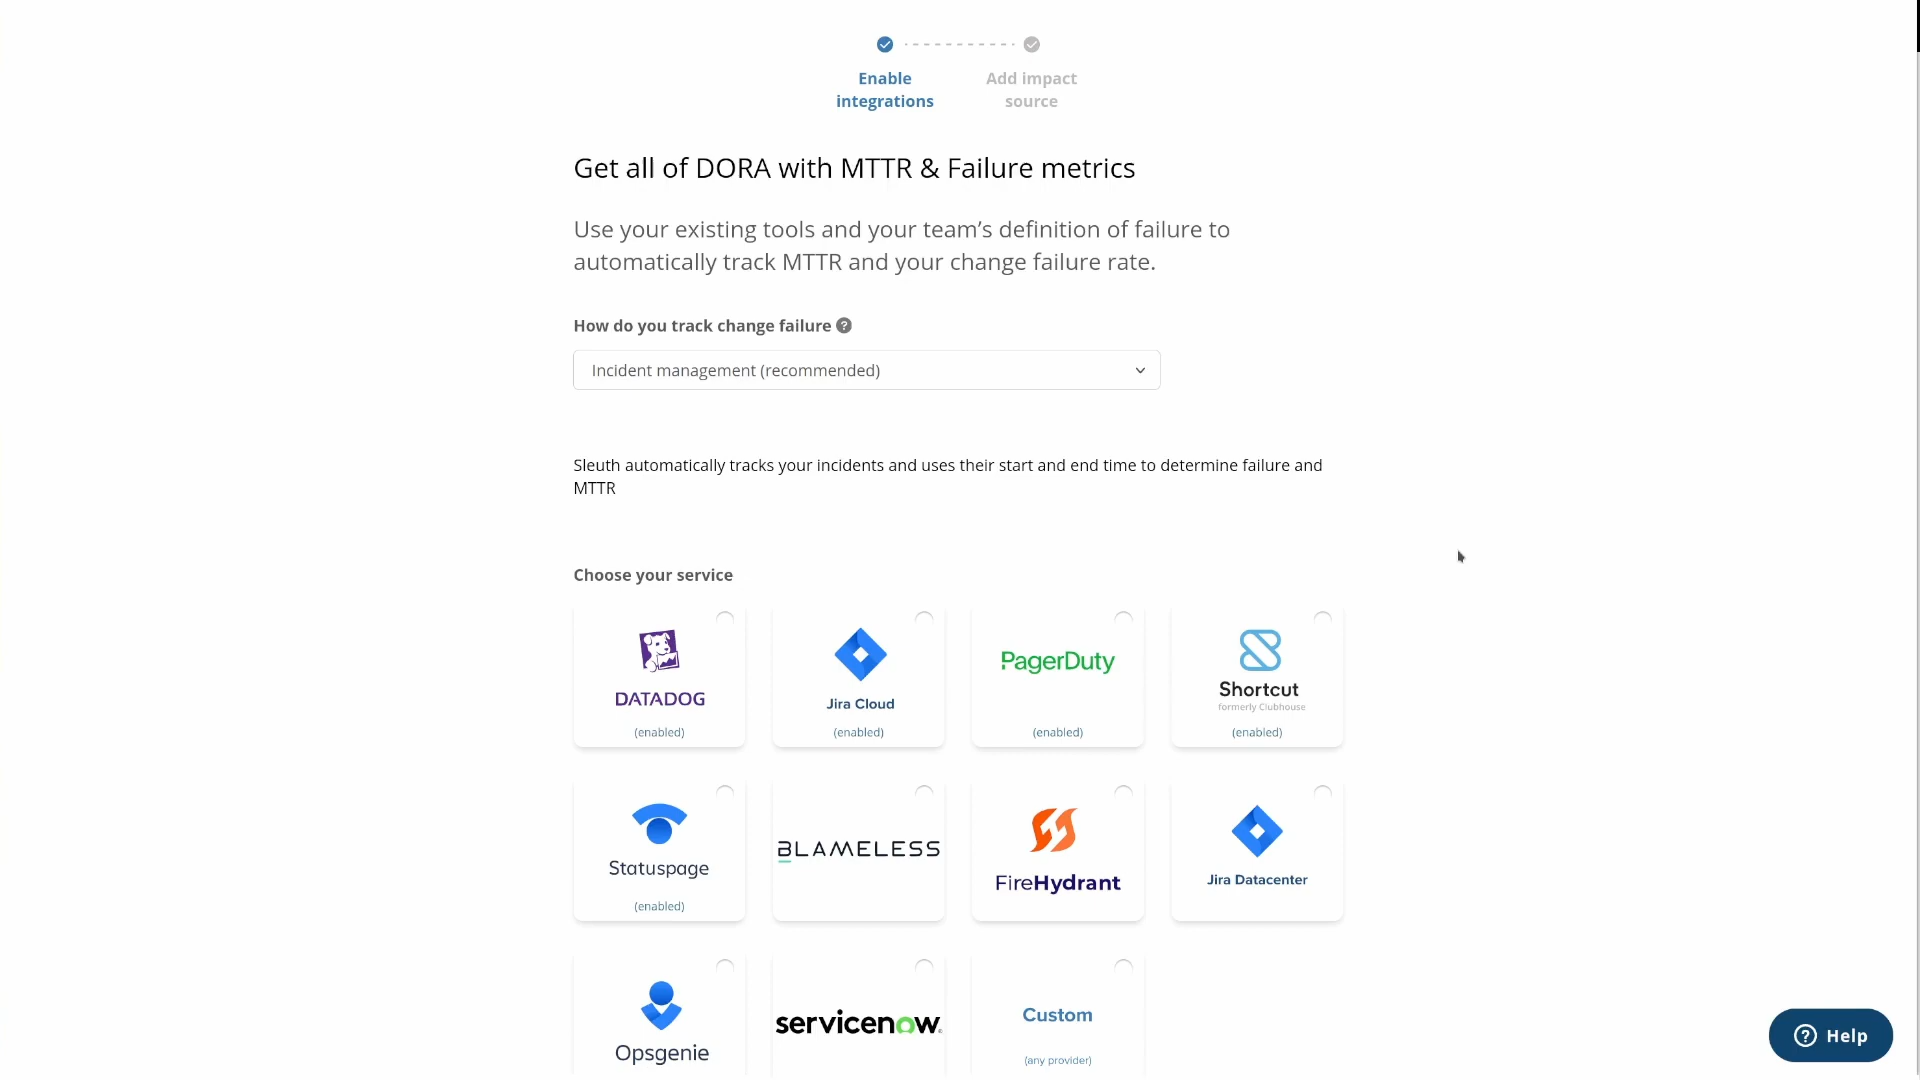 Enable
integrations
Add impact
source
Get all of DORA with MTTR & Failure metrics
Use your existing tools and your team’s definition of failure to
automatically track MTTR and your change failure rate.
How do you track change failure
Incident management (recommended)
Sleuth automatically tracks your incidents and uses their start and end time to determine failure and
MTTR
Choose your service
DATADOG
(enabled)
Jira Cloud
(enabled)
PagerDuty
(enabled)
Shortcut
formerly Clubhouse
(enabled)
Statuspage
(enabled)
BLAMELESS
FireHydrant
Jira Datacenter
Opsgenie
servicenow
Custom
(any provider)
Help